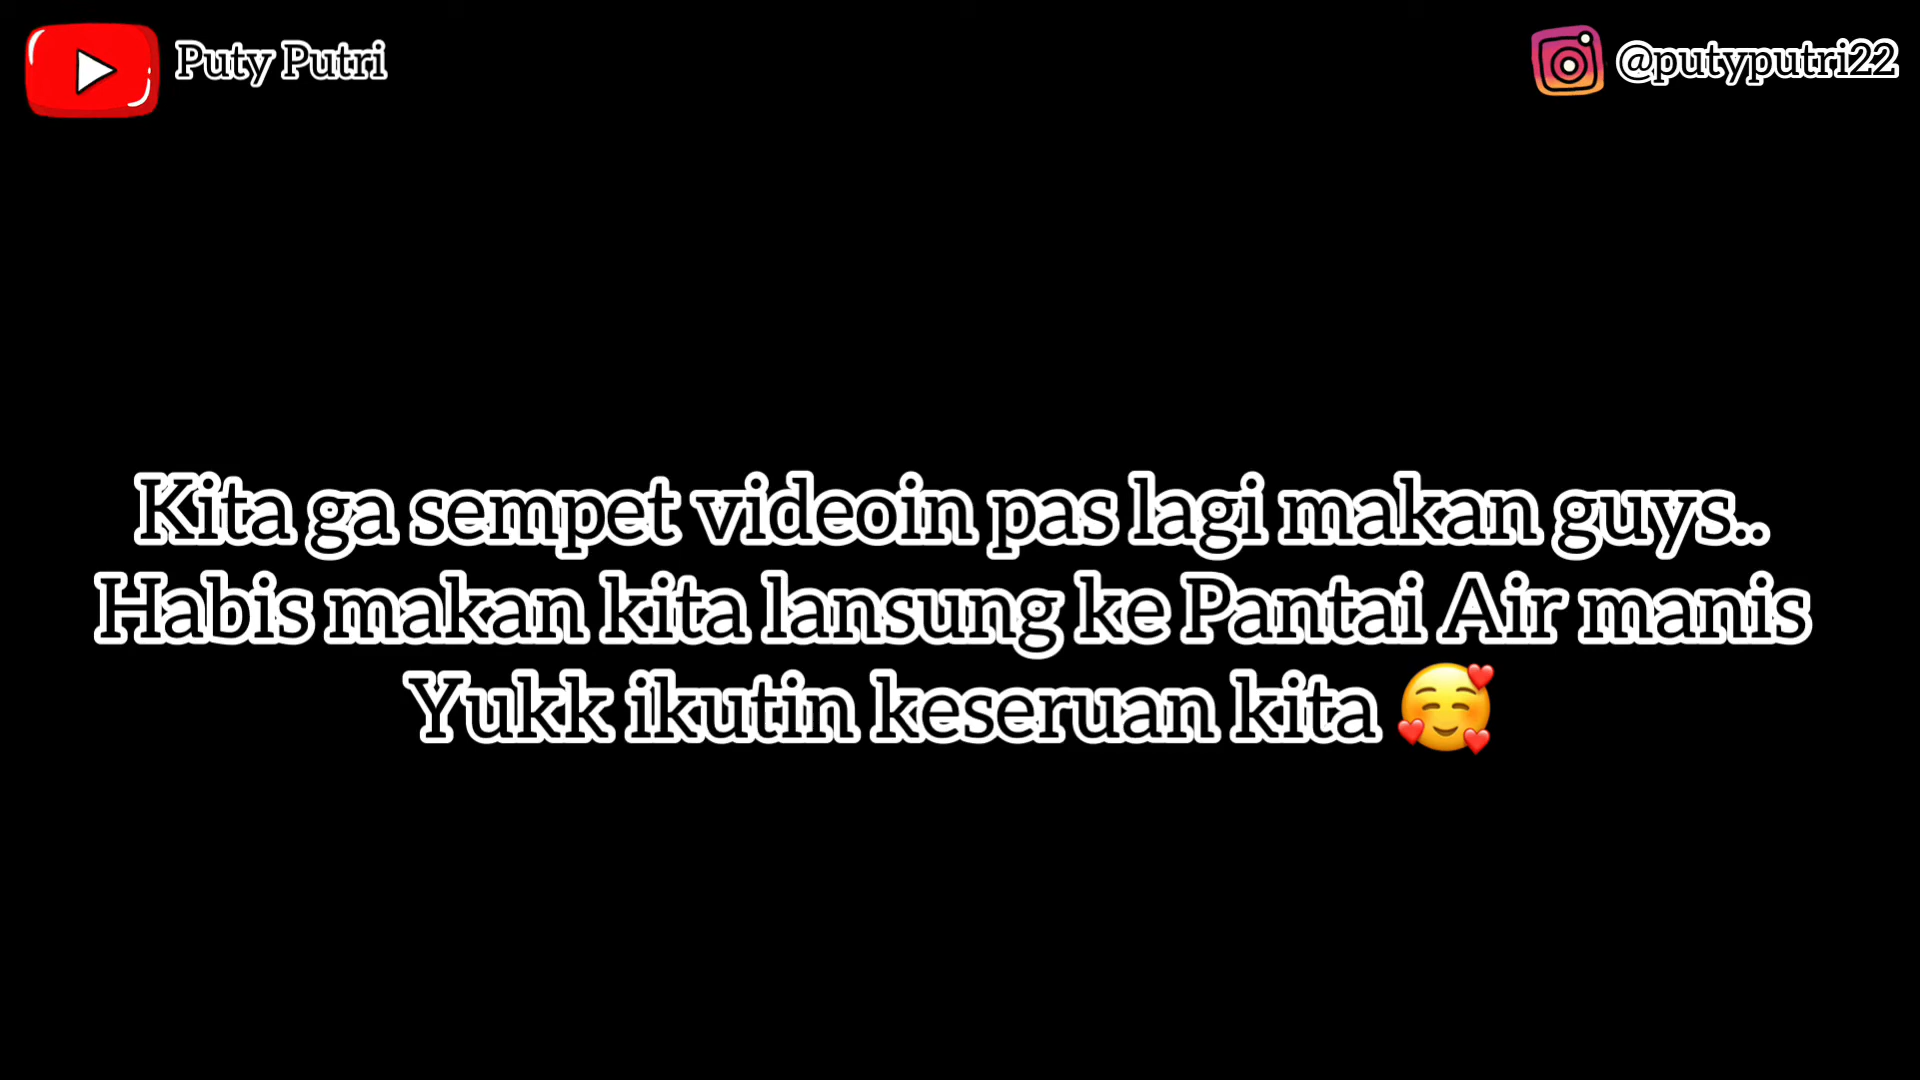 Puty Putri
@putyputri22
Kita ga sempet videoin pas lagi makan guys..
Habis makan kita lansung ke Pantai Air manis
Yukk ikutin keseruan kita 🥰